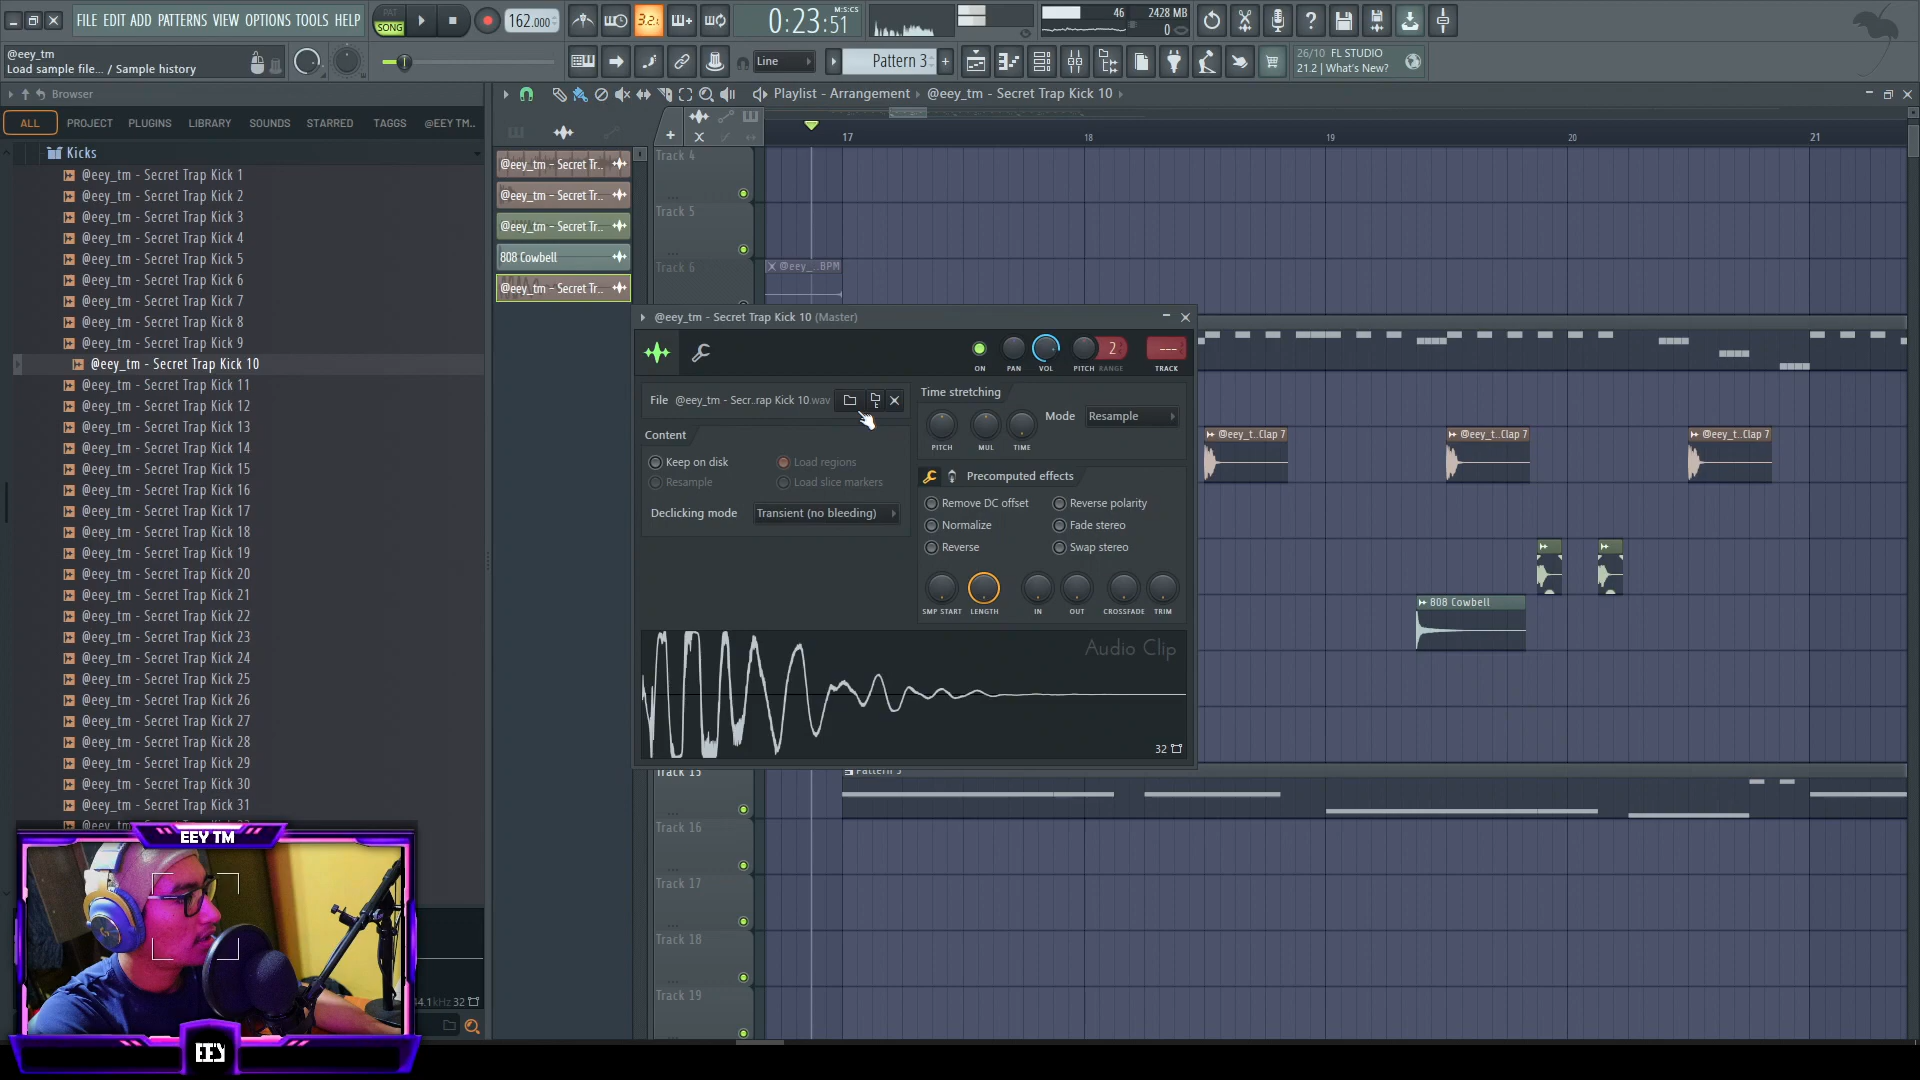 FILE EDIT ADD PATTERNS VIEW OPTIONS TOOLS HELP
PAT
SONG
162.000
3.2.
0:23:51
M:S:CS
46
2428 MB
0
@eey_tm
Load sample file... / Sample history
Line
Pattern 3
26/10 FL STUDIO
21.2 | What's New?
Browser
ALL
PROJECT
PLUGINS
LIBRARY
SOUNDS
STARRED
TAGGS
@EEY TM..
Kicks
@eey_tm - Secret Trap Kick 1
@eey_tm - Secret Trap Kick 2
@eey_tm - Secret Trap Kick 3
@eey_tm - Secret Trap Kick 4
@eey_tm - Secret Trap Kick 5
@eey_tm - Secret Trap Kick 6
@eey_tm - Secret Trap Kick 7
@eey_tm - Secret Trap Kick 8
@eey_tm - Secret Trap Kick 9
@eey_tm - Secret Trap Kick 10
@eey_tm - Secret Trap Kick 11
@eey_tm - Secret Trap Kick 12
@eey_tm - Secret Trap Kick 13
@eey_tm - Secret Trap Kick 14
@eey_tm - Secret Trap Kick 15
@eey_tm - Secret Trap Kick 16
@eey_tm - Secret Trap Kick 17
@eey_tm - Secret Trap Kick 18
@eey_tm - Secret Trap Kick 19
@eey_tm - Secret Trap Kick 20
@eey_tm - Secret Trap Kick 21
@eey_tm - Secret Trap Kick 22
@eey_tm - Secret Trap Kick 23
@eey_tm - Secret Trap Kick 24
@eey_tm - Secret Trap Kick 25
@eey_tm - Secret Trap Kick 26
@eey_tm - Secret Trap Kick 27
@eey_tm - Secret Trap Kick 28
@eey_tm - Secret Trap Kick 29
@eey_tm - Secret Trap Kick 30
@eey_tm - Secret Trap Kick 31
EEY TM
EEY
44.1kHz 32
Playlist - Arrangement
@eey_tm - Secret Trap Kick 10
@eey_tm - Secret Tr..
@eey_tm - Secret Tr..
@eey_tm - Secret Tr..
808 Cowbell
@eey_tm - Secret Tr..
17
18
19
20
21
Track 4
Track 5
Track 6
@eey_..BPM
@eey_tm - Secret Trap Kick 10 (Master)
ON
PAN
VOL
PITCH
RANGE
2
---
TRACK
File
@eey_tm - Secr..rap Kick 10.wav
Content
Keep on disk
Resample
Load regions
Load slice markers
Declicking mode
Transient (no bleeding)
Time stretching
PITCH
MUL
TIME
Mode
Resample
Precomputed effects
Remove DC offset
Reverse polarity
Normalize
Fade stereo
Reverse
Swap stereo
SMP START
LENGTH
IN
OUT
CROSSFADE
TRIM
Audio Clip
32
@eey_t..Clap 7
@eey_t..Clap 7
@eey_t..Clap 7
808 Cowbell
Track 15
Track 16
Track 17
Track 18
Track 19